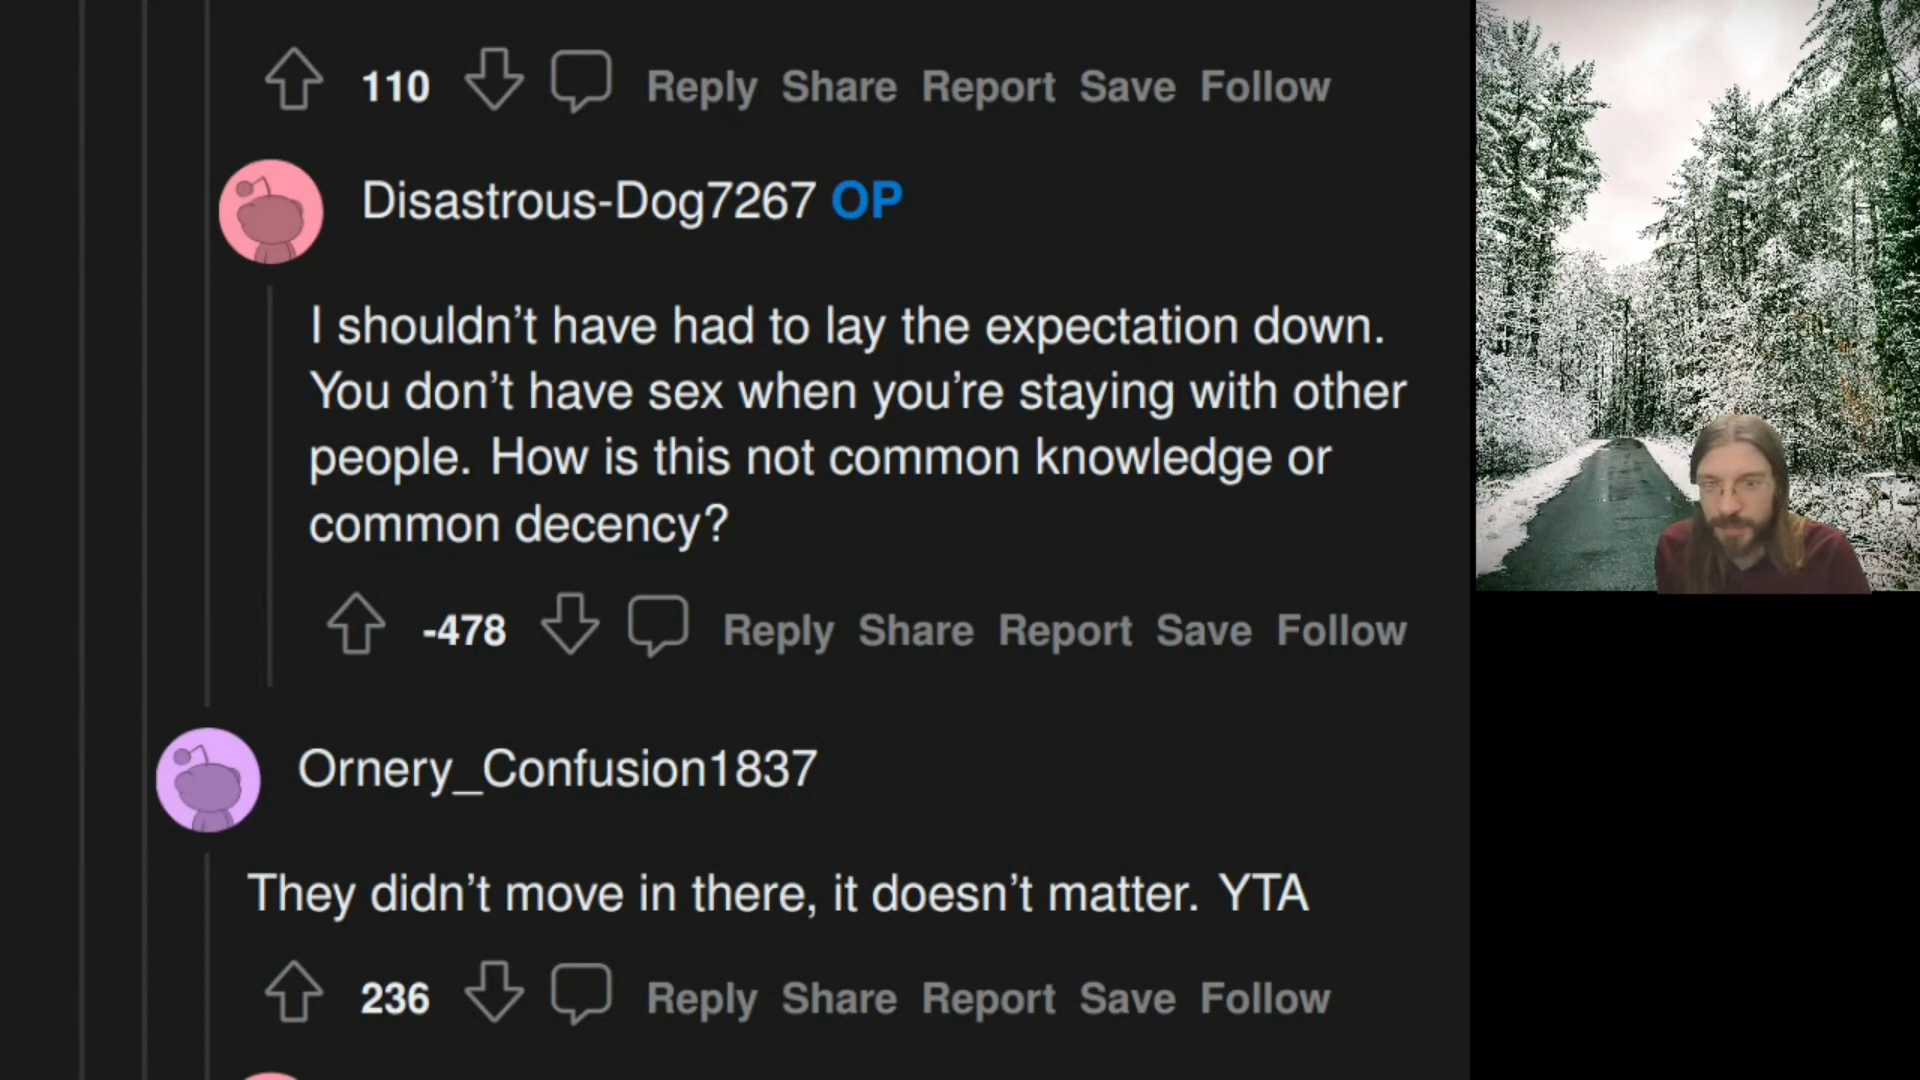 110 Reply Share Report Save Follow
Disastrous-Dog7267 OP
I shouldn’t have had to lay the expectation down.
You don’t have sex when you’re staying with other
people. How is this not common knowledge or
common decency?
-478 Reply Share Report Save Follow
Ornery_Confusion1837
They didn’t move in there, it doesn’t matter. YTA
236 Reply Share Report Save Follow